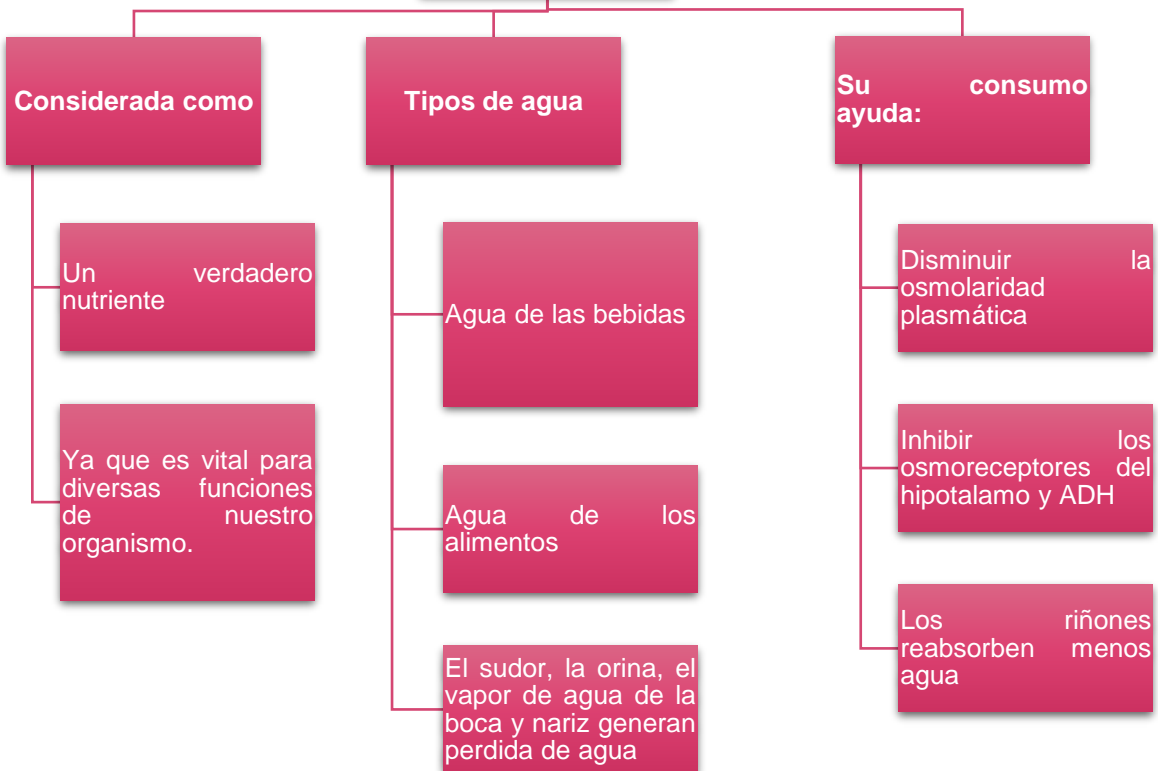 Considerada como
Un verdadero
nutriente
Ya que es vital para
diversas funciones
de nuestro
organismo.
Tipos de agua
Agua de las bebidas
Agua de los
alimentos
El sudor, la orina, el
vapor de agua de la
boca y nariz generan
perdida de agua
Su consumo
ayuda:
Disminuir la
osmolaridad
plasmática
Inhibir los
osmoreceptores del
hipotalamo y ADH
Los riñones
reabsorben menos
agua